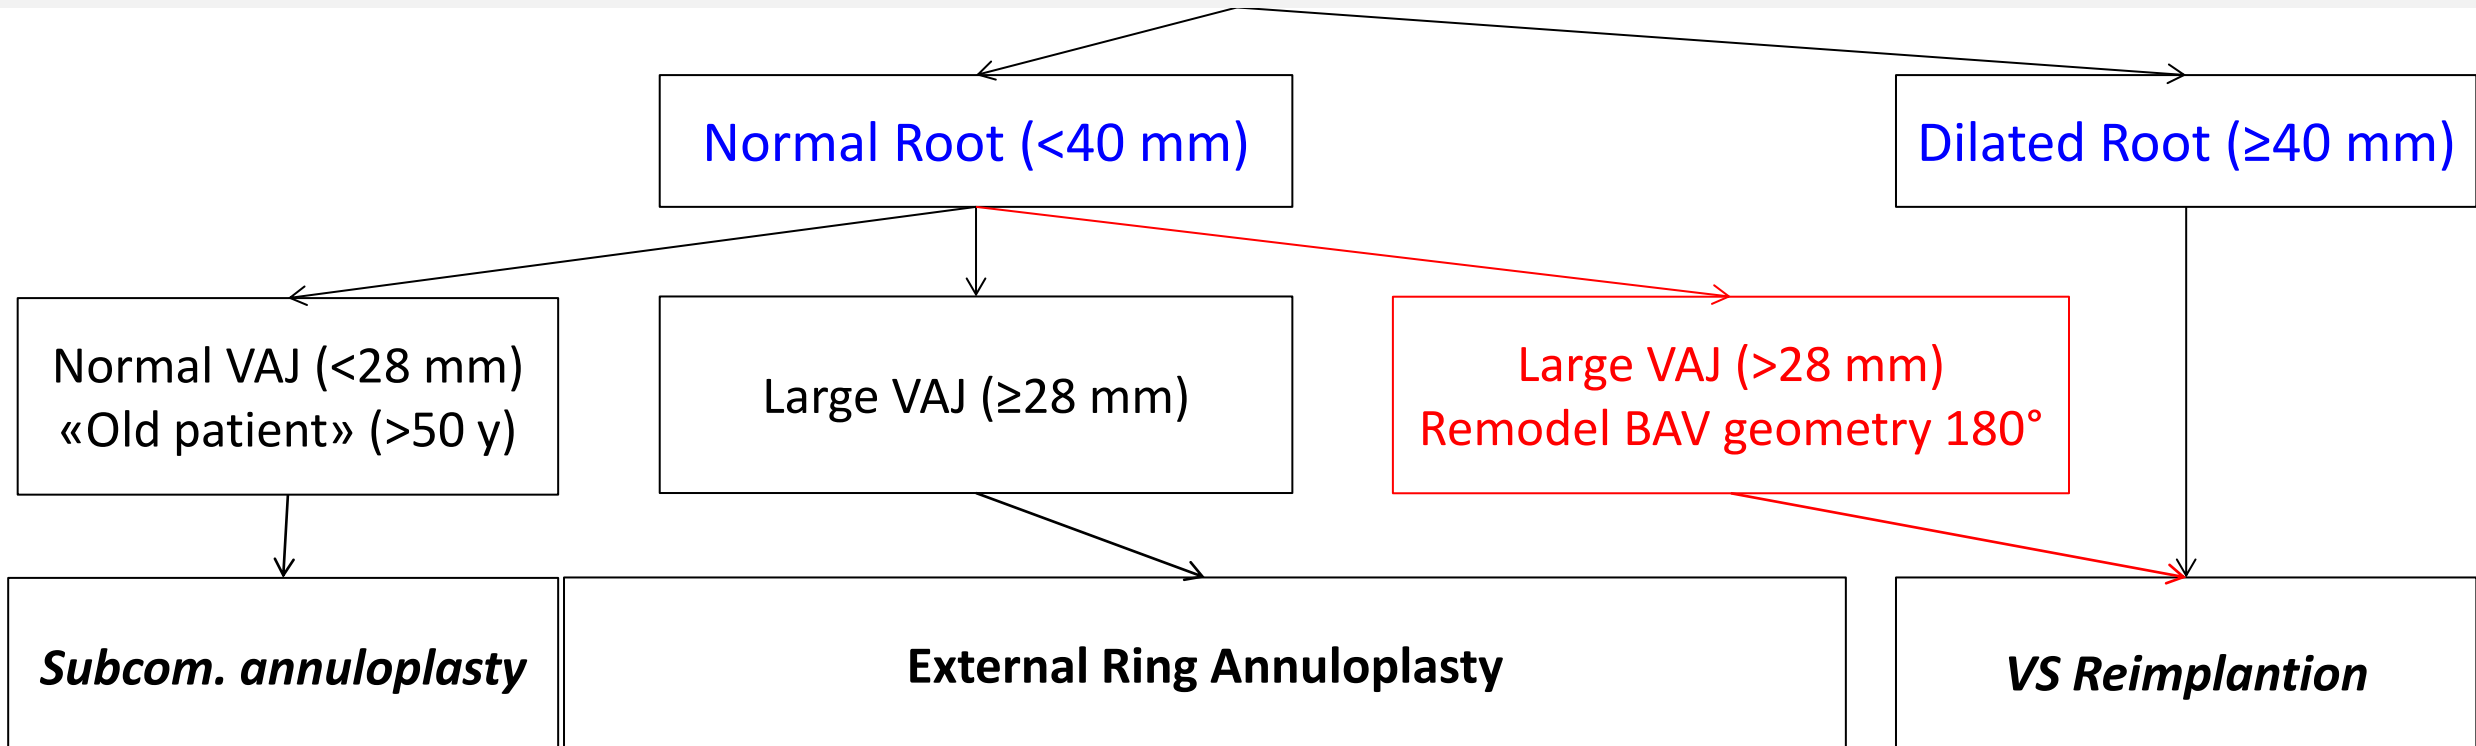 Normal Root (<40 mm)
Dilated Root (≥40 mm)
Normal VAJ (<28 mm)
«Old patient» (>50 y)
Large VAJ (≥28 mm)
Large VAJ (>28 mm)
Remodel BAV geometry 180°
Subcom. annuloplasty
External Ring Annuloplasty
VS Reimplantion